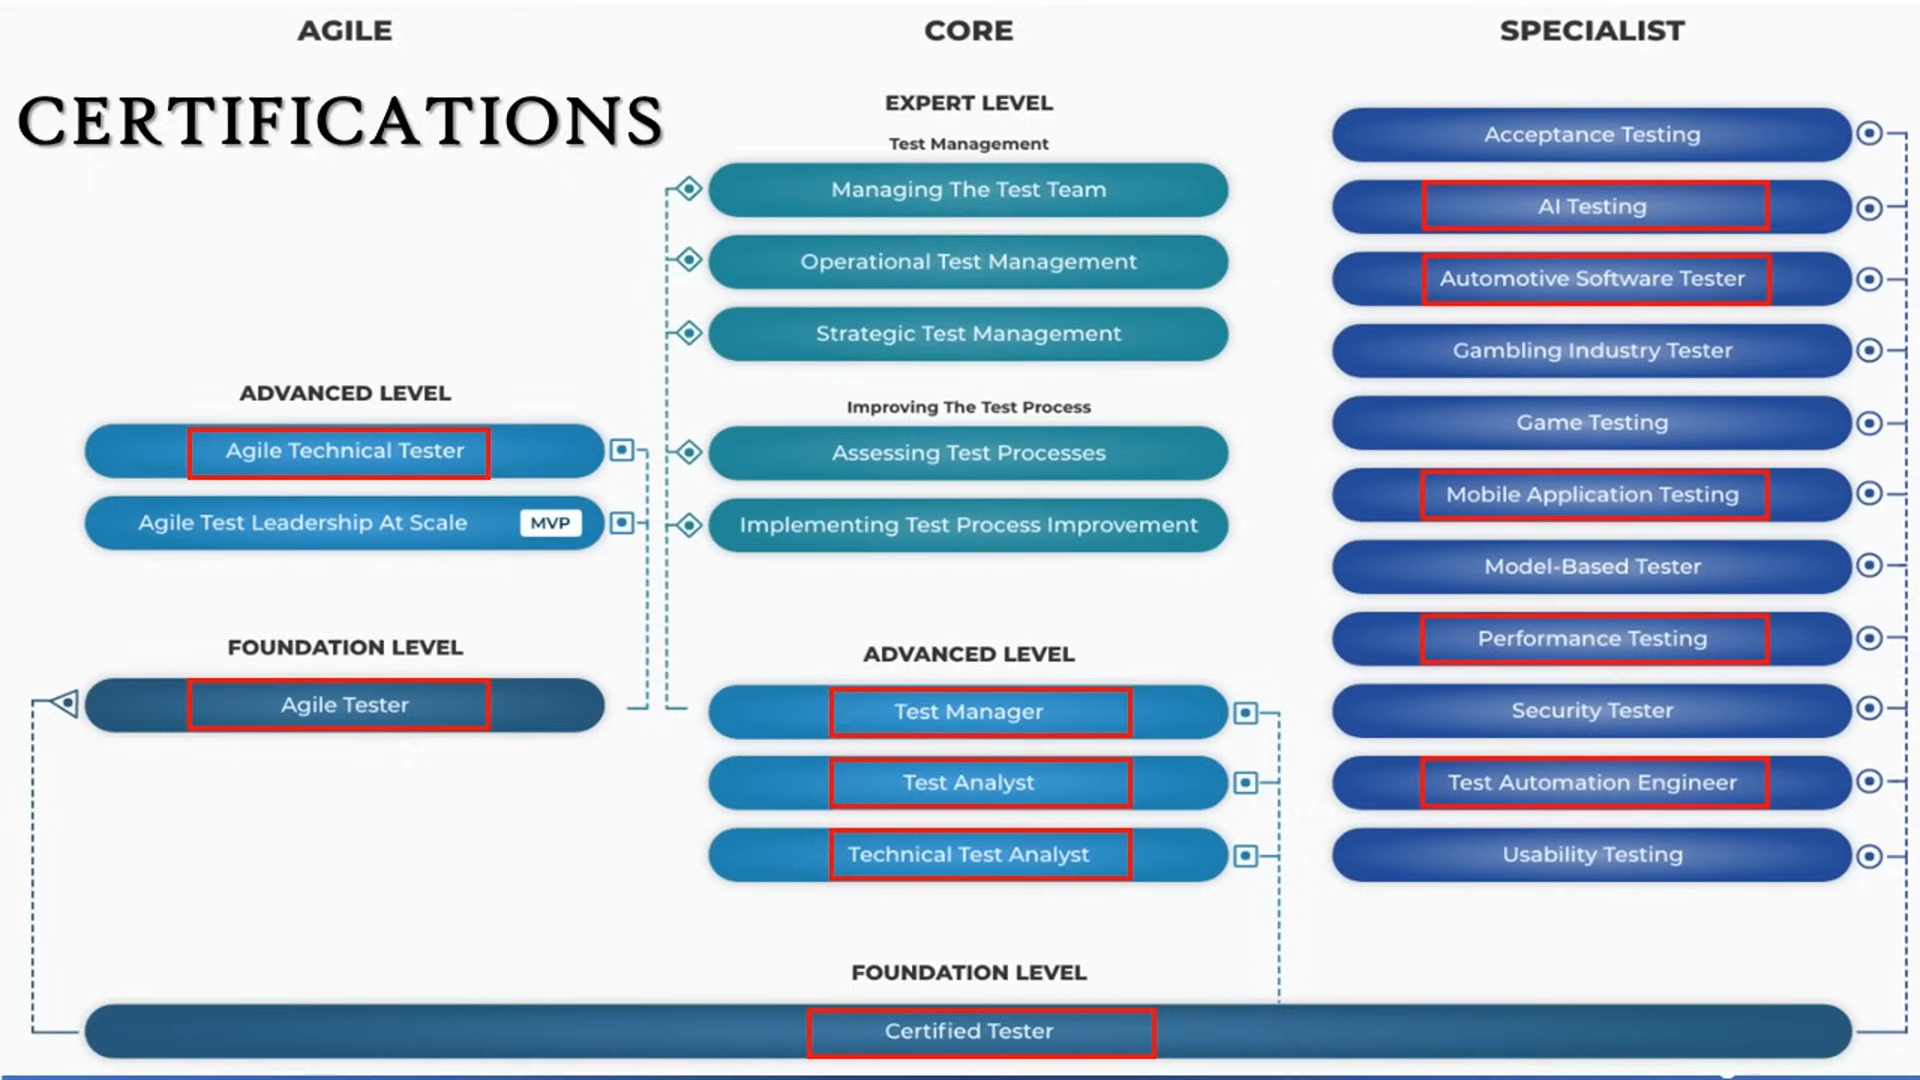 AGILE
CERTIFICATIONS
ADVANCED LEVEL
Agile Technical Tester
Agile Test Leadership At Scale MVP
FOUNDATION LEVEL
Agile Tester
CORE
EXPERT LEVEL
Test Management
Managing The Test Team
Operational Test Management
Strategic Test Management
Improving The Test Process
Assessing Test Processes
Implementing Test Process Improvement
ADVANCED LEVEL
Test Manager
Test Analyst
Technical Test Analyst
SPECIALIST
Acceptance Testing
AI Testing
Automotive Software Tester
Gambling Industry Tester
Game Testing
Mobile Application Testing
Model-Based Tester
Performance Testing
Security Tester
Test Automation Engineer
Usability Testing
FOUNDATION LEVEL
Certified Tester